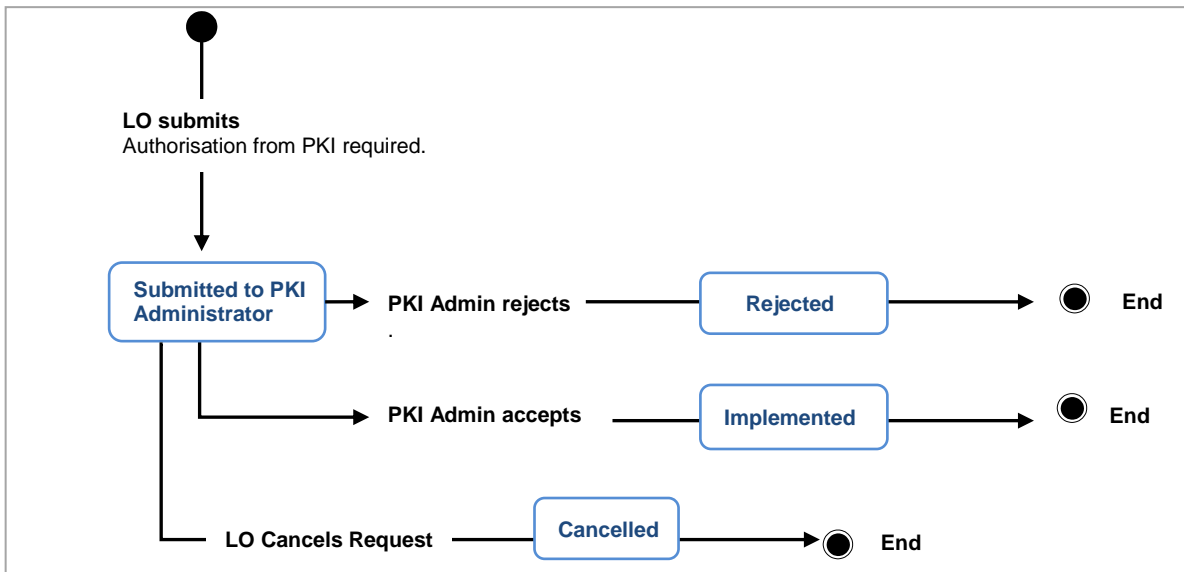 LO submits
Authorisation from PKI required.
Submitted to PKI
Administrator
PKI Admin rejects
.
Rejected
End
PKI Admin accepts
Implemented
End
LO Cancels Request
Cancelled
End